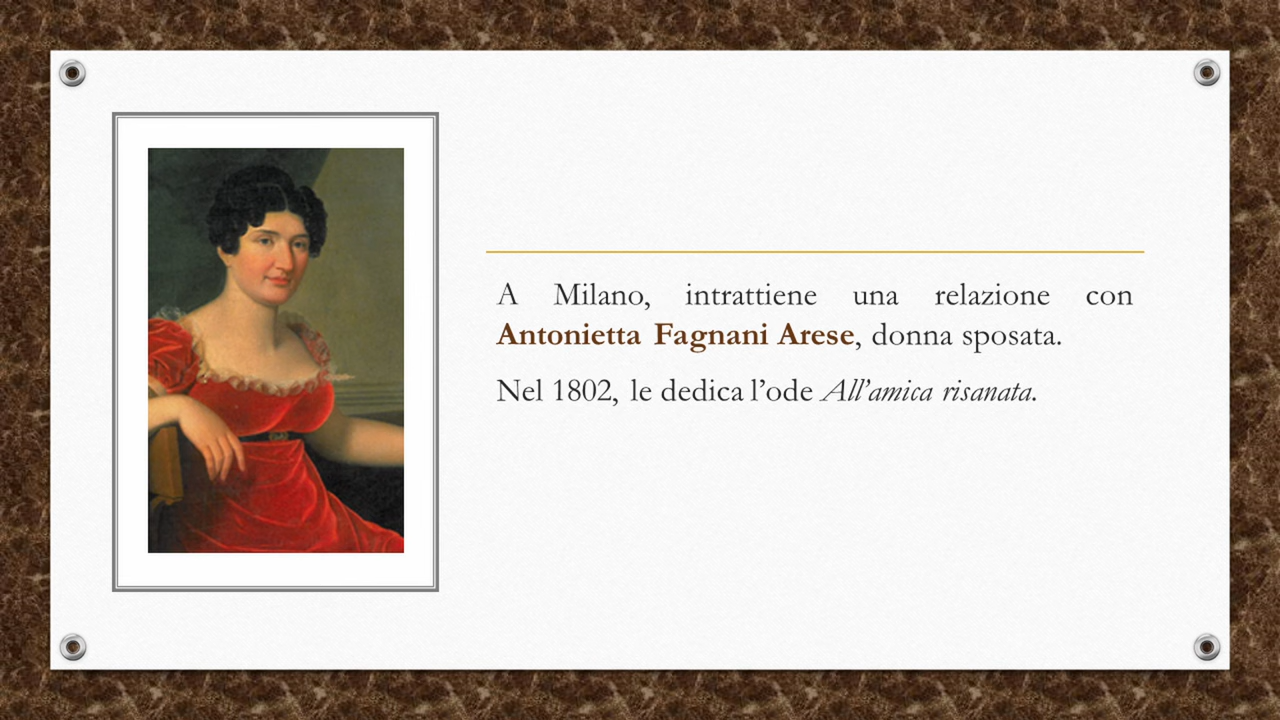 A Milano, intrattiene una relazione con
Antonietta Fagnani Arese, donna sposata.
Nel 1802, le dedica l’ode All’amica risanata.